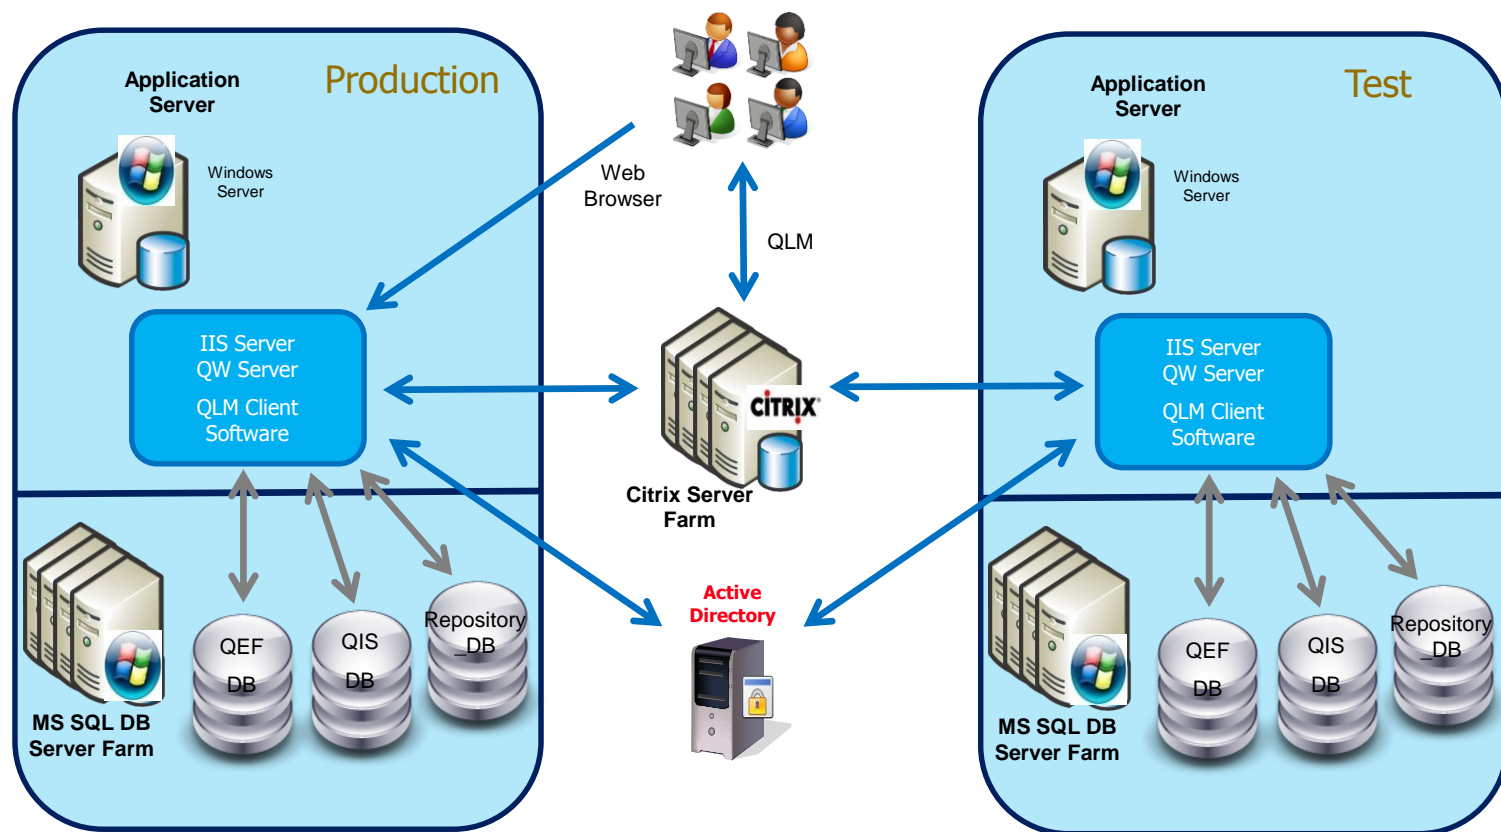 Production
Application
Server
Windows
Server
IIS Server
QW Server
QLM Client
Software
MS SQL DB
Server Farm
QEF
DB
QIS
DB
Repository
_DB
Web
Browser
QLM
CİTRIX®
Citrix Server
Farm
Active
Directory
Test
Application
Server
Windows
Server
IIS Server
QW Server
QLM Client
Software
MS SQL DB
Server Farm
QEF
DB
QIS
DB
Repository
_DB